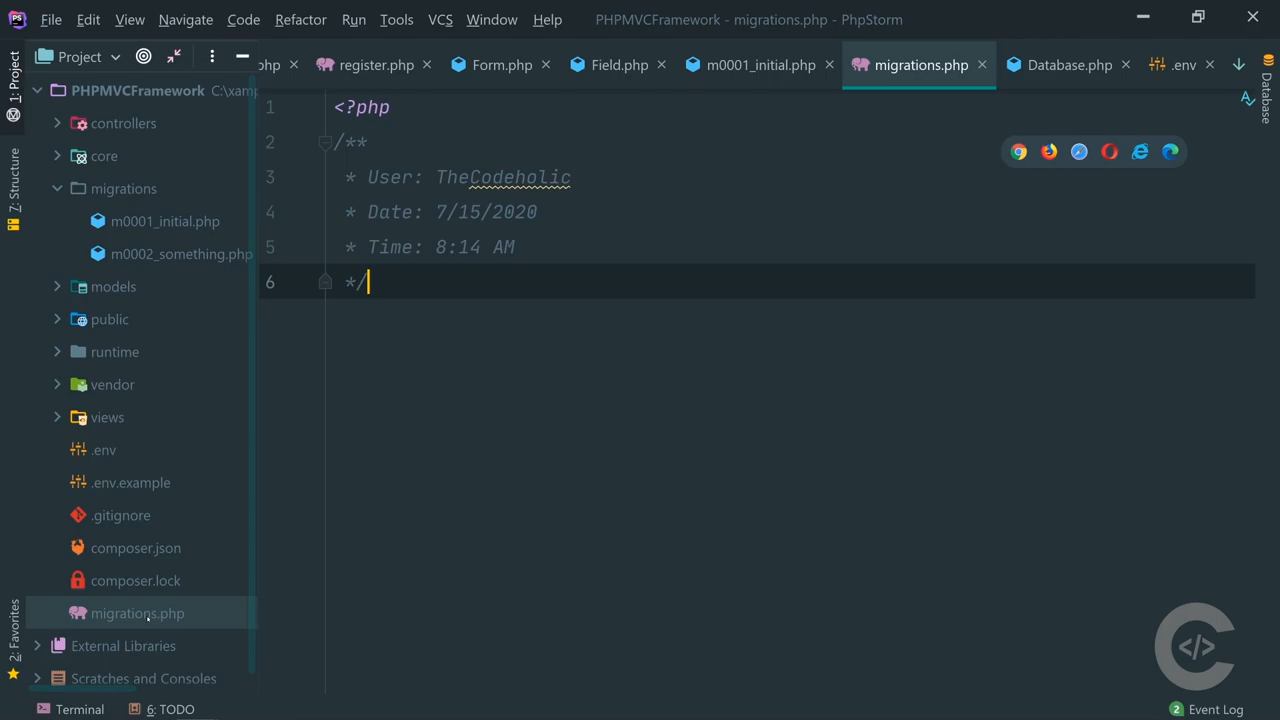 PS File Edit View Navigate Code Refactor Run Tools VCS Window Help PHPMVCFramework - migrations.php - PhpStorm
Project
php register.php Form.php Field.php m0001_initial.php migrations.php Database.php .env
PHPMVCFramework C:\xamp
controllers
core
migrations
m0001_initial.php
m0002_something.php
models
public
runtime
vendor
views
.env
.env.example
.gitignore
composer.json
composer.lock
migrations.php
External Libraries
Scratches and Consoles
1: Project
7: Structure
2: Favorites
1 <?php
2 /**
3 * User: TheCodeholic
4 * Date: 7/15/2020
5 * Time: 8:14 AM
6 */
Database
</>
Terminal 6: TODO 2 Event Log